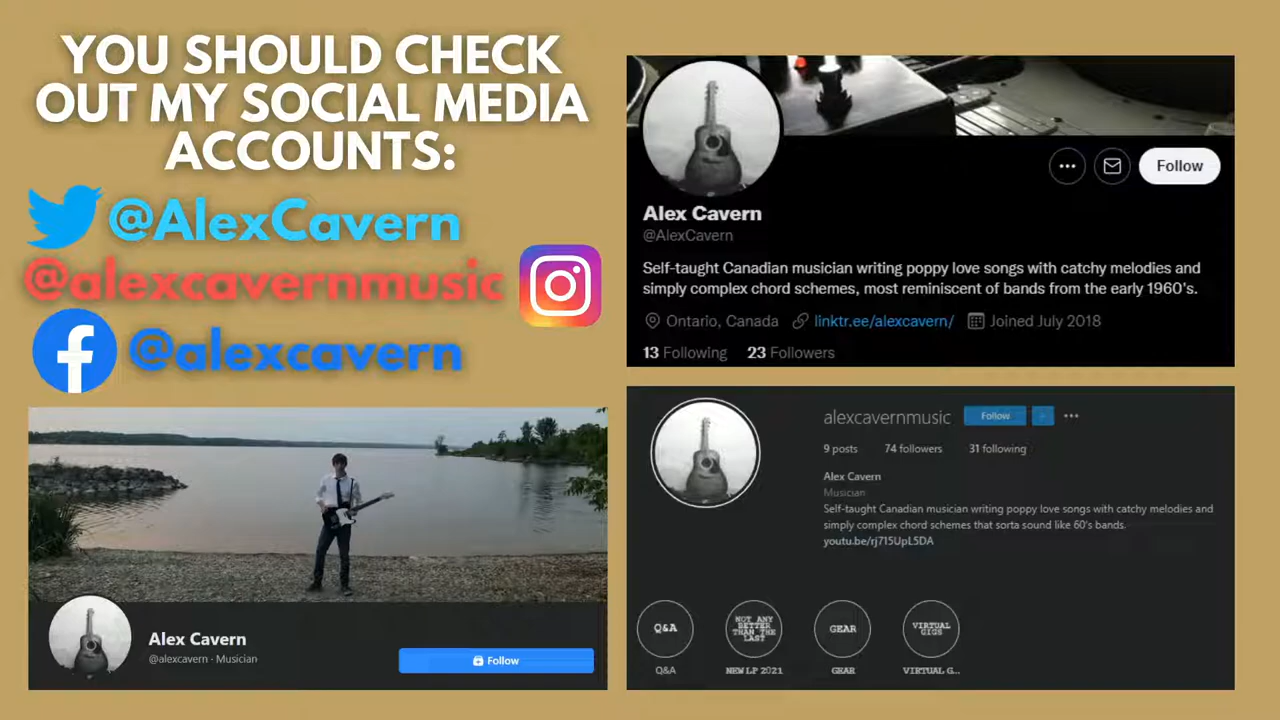 YOU SHOULD CHECK
OUT MY SOCIAL MEDIA
ACCOUNTS:
@AlexCavern
@alexcavernmusic
@alexcavern
Alex Cavern
@alexcavern · Musician
Follow
Follow
Alex Cavern
@AlexCavern
Self-taught Canadian musician writing poppy love songs with catchy melodies and
simply complex chord schemes, most reminiscent of bands from the early 1960's.
Ontario, Canada linktr.ee/alexcavern/ Joined July 2018
13 Following 23 Followers
alexcavernmusic Follow
9 posts 74 followers 31 following
Alex Cavern
Musician
Self-taught Canadian musician writing poppy love songs with catchy melodies and
simply complex chord schemes that sorta sound like 60's bands.
youtu.be/rj715UpL5DA
Q&A
NOT ANY
BETTER
THAN THE
LAST
GEAR
VIRTUAL
GIGS
Q&A NEW LP 2021 GEAR VIRTUAL G...